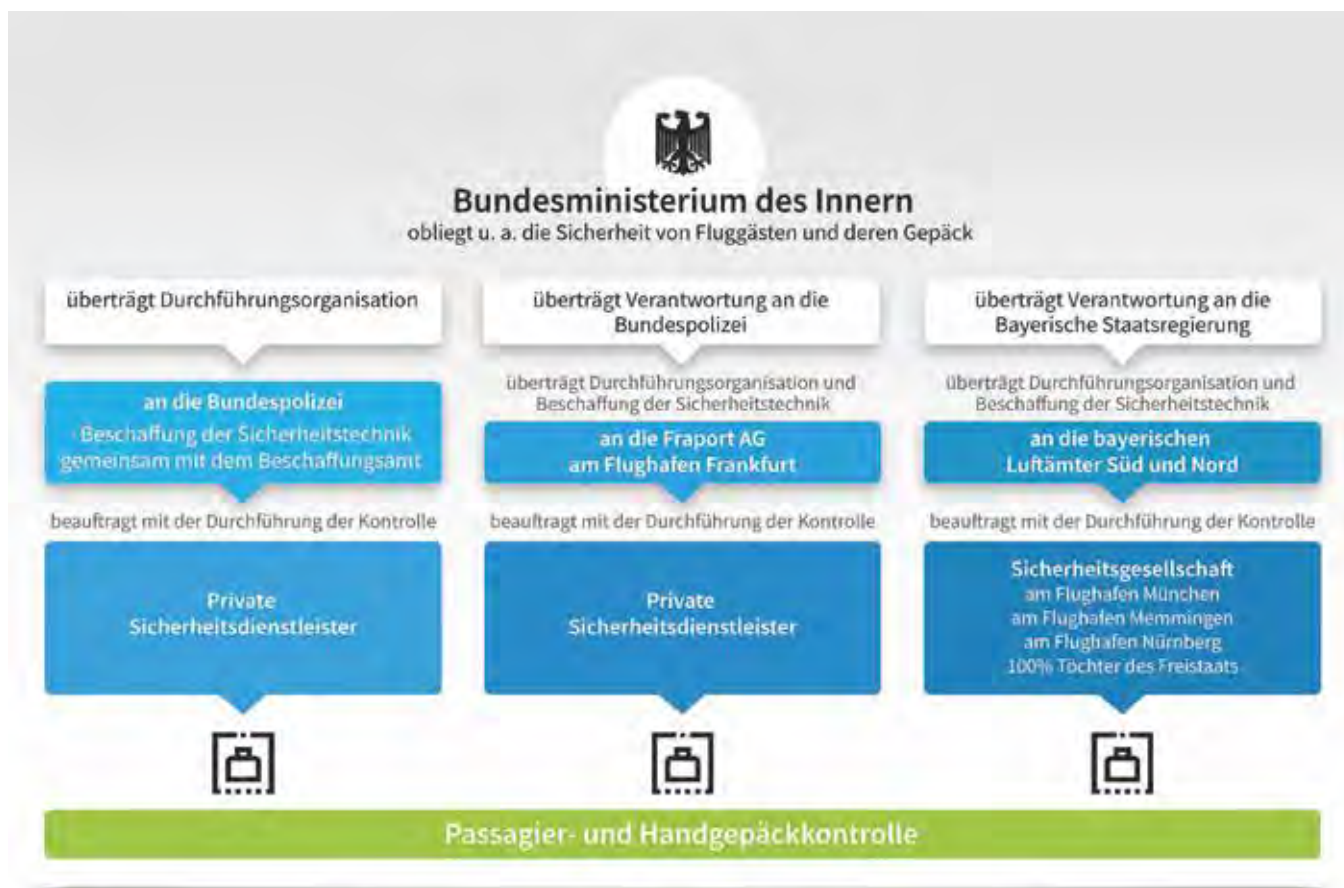 Bundesministerium des Innern
obliegt u. a. die Sicherheit von Fluggästen und deren Gepäck
überträgt Durchführungsorganisation
an die Bundespolizei
Beschaffung der Sicherheitstechnik
gemeinsam mit dem Beschaffungsamt
beauftragt mit der Durchführung der Kontrolle
Private
Sicherheitsdienstleister
überträgt Verantwortung an die
Bundespolizei
überträgt Durchführungsorganisation und
Beschaffung der Sicherheitstechnik
an die Fraport AG
am Flughafen Frankfurt
beauftragt mit der Durchführung der Kontrolle
Private
Sicherheitsdienstleister
überträgt Verantwortung an die
Bayerische Staatsregierung
überträgt Durchführungsorganisation und
Beschaffung der Sicherheitstechnik
an die bayerischen
Luftämter Süd und Nord
beauftragt mit der Durchführung der Kontrolle
Sicherheitsgesellschaft
am Flughafen München
am Flughafen Memmingen
am Flughafen Nürnberg
100% Töchter des Freistaats
Passagier- und Handgepäckkontrolle